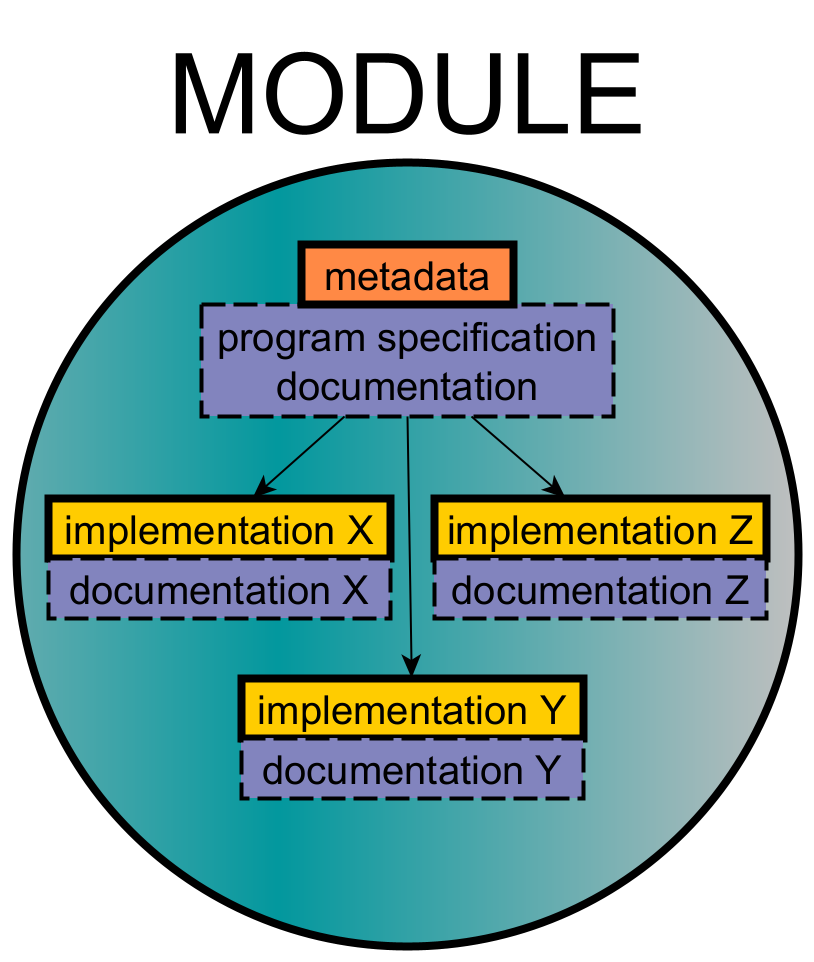 MODULE
metadata
program specification
documentation
implementation X
documentation X
implementation Z
documentation Z
implementation Y
documentation Y